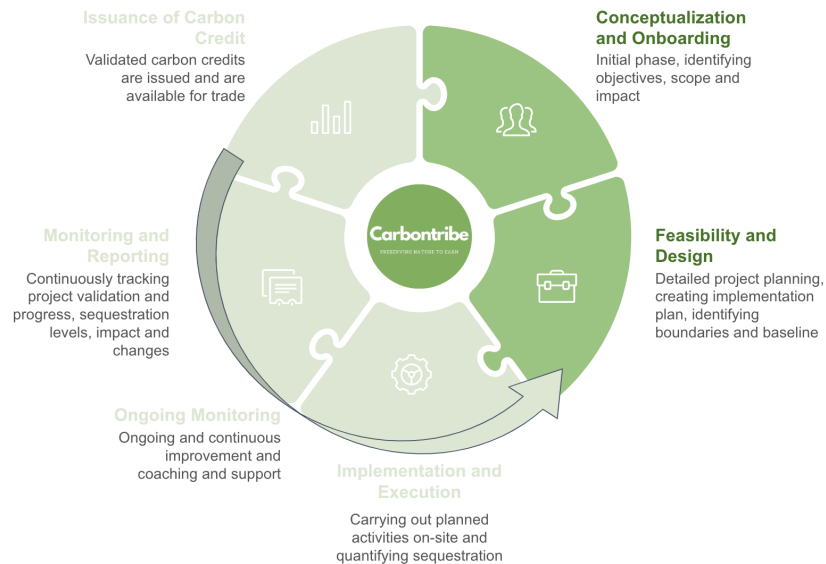 Issuance of Carbon
Credit
Validated carbon credits
are issued and are
available for trade
Conceptualization
and Onboarding
Initial phase, identifying
objectives, scope and
impact
Carbontribe
PRESERVING NATURE TO EARN
Monitoring and
Reporting
Continuously tracking
project validation and
progress, sequestration
levels, impact and
changes
Feasibility and
Design
Detailed project planning,
creating implementation
plan, identifying
boundaries and baseline
Ongoing Monitoring
Ongoing and continuous
improvement and
coaching and support
Implementation and
Execution
Carrying out planned
activities on-site and
quantifying sequestration